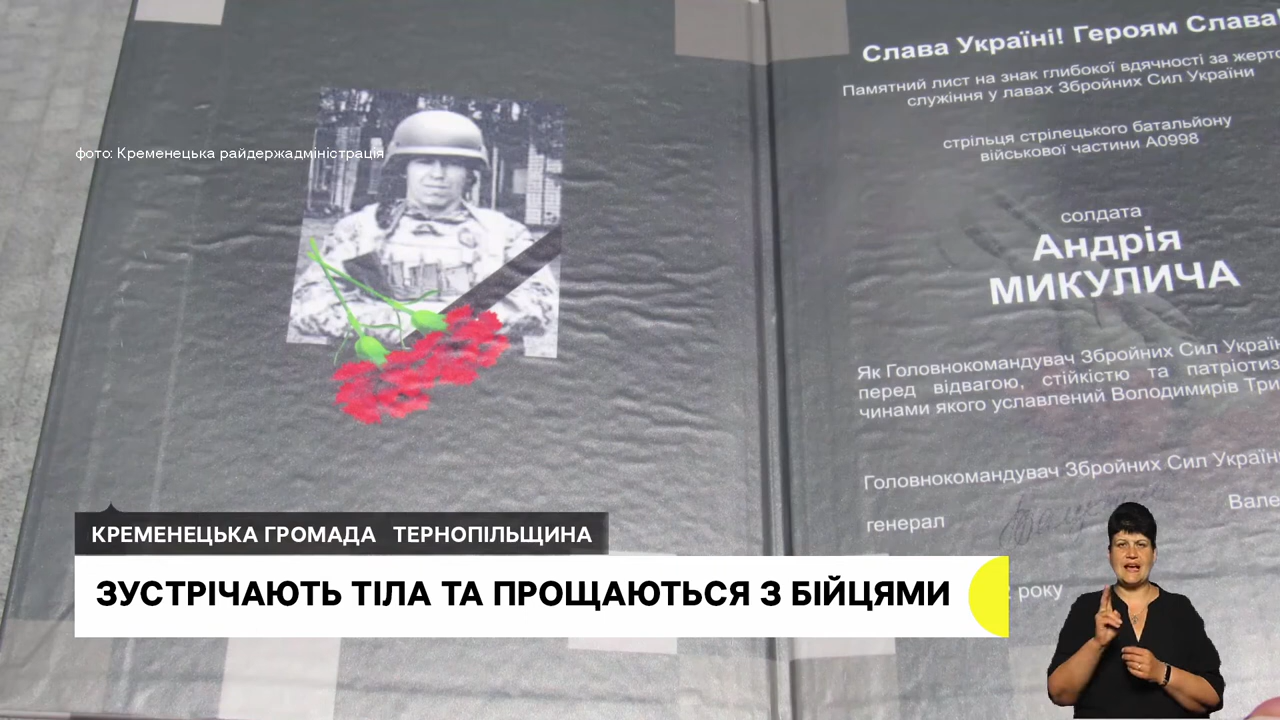 Слава Україні! Героям Слава!
Памятний лист на знак глибокої вдячності за жерто
служіння у лавах Збройних Сил України
фото: Кременецька райдержадміністрація
стрільця стрілецького батальйону
військової частини А0998
солдата
Андрія
МИКУЛИЧА
Як Головнокомандувач Збройних Сил Україн
перед відвагою, стійкістю та патріотиз
чинами якого уславлений Володимирів Три
Головнокомандувач Збройних Сил Україн
генерал Вале
року
КРЕМЕНЕЦЬКА ГРОМАДА ТЕРНОПІЛЬЩИНА
ЗУСТРІЧАЮТЬ ТІЛА ТА ПРОЩАЮТЬСЯ З БІЙЦЯМИ